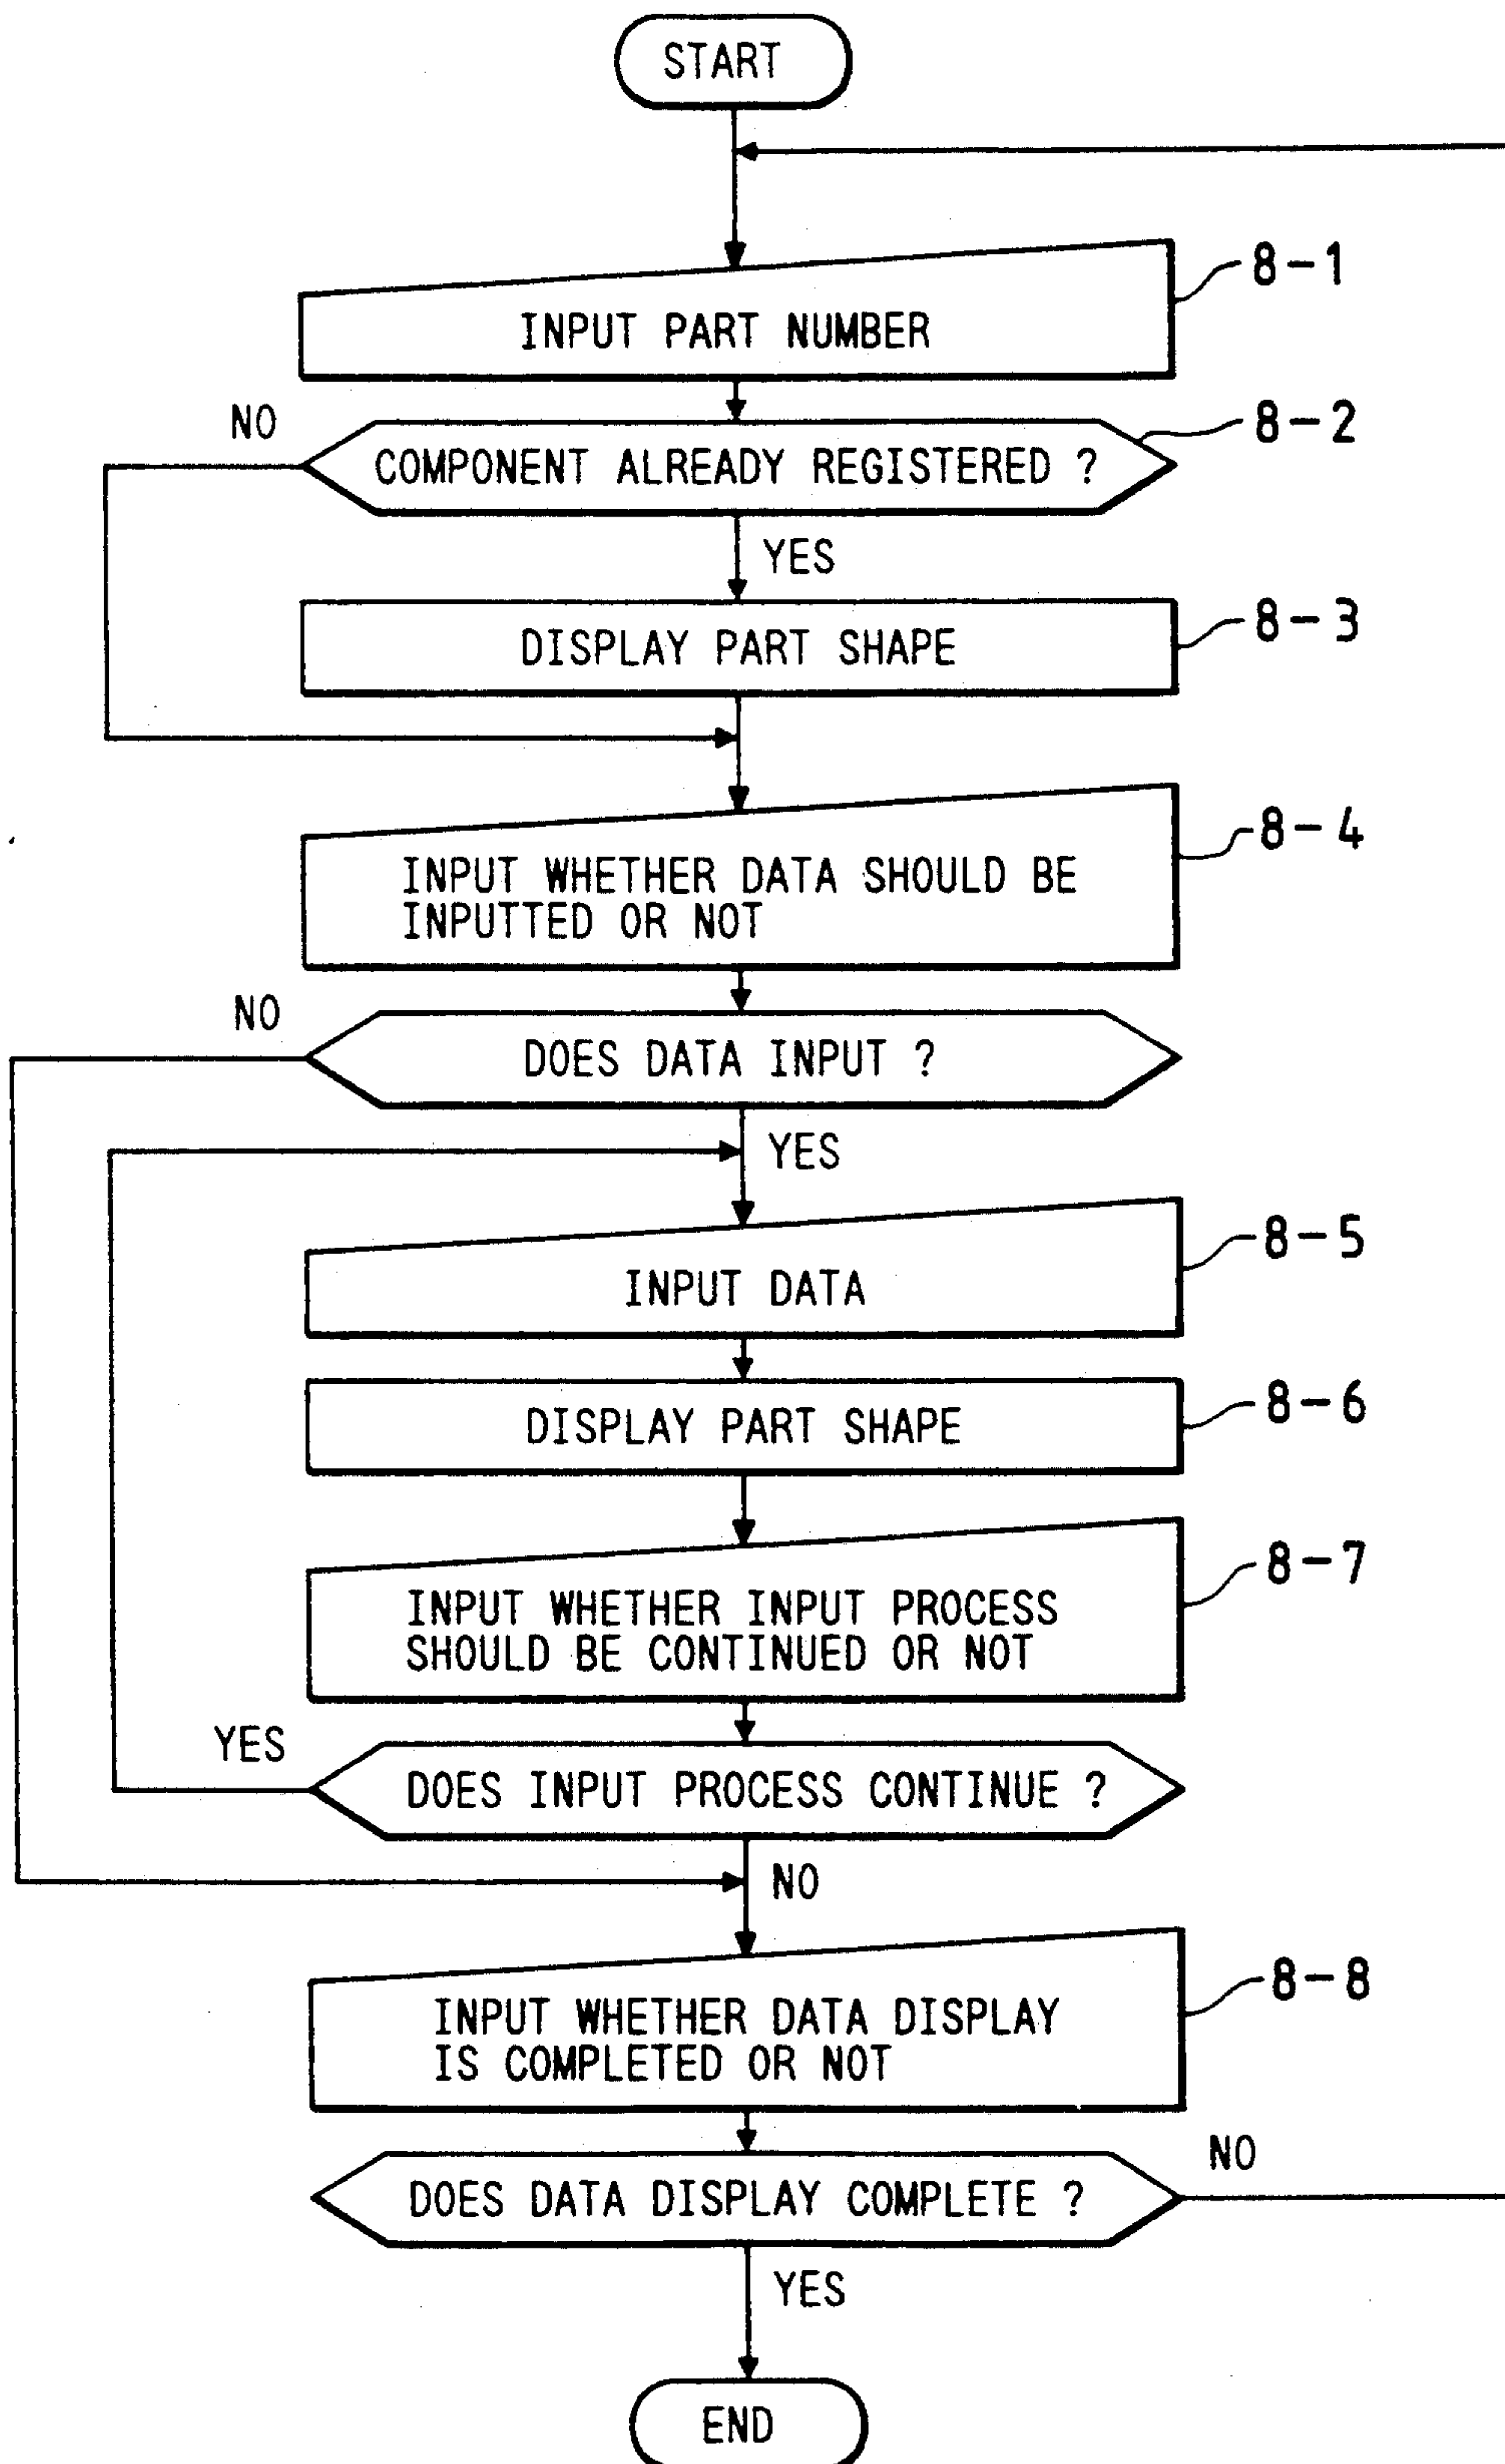 START
INPUT PART NUMBER
8-1
NO
COMPONENT ALREADY REGISTERED ?
8-2
YES
DISPLAY PART SHAPE
8-3
INPUT WHETHER DATA SHOULD BE
INPUTTED OR NOT
8-4
NO
DOES DATA INPUT ?
YES
INPUT DATA
8-5
DISPLAY PART SHAPE
8-6
INPUT WHETHER INPUT PROCESS
SHOULD BE CONTINUED OR NOT
8-7
YES
DOES INPUT PROCESS CONTINUE ?
NO
INPUT WHETHER DATA DISPLAY
IS COMPLETED OR NOT
8-8
NO
DOES DATA DISPLAY COMPLETE ?
YES
END